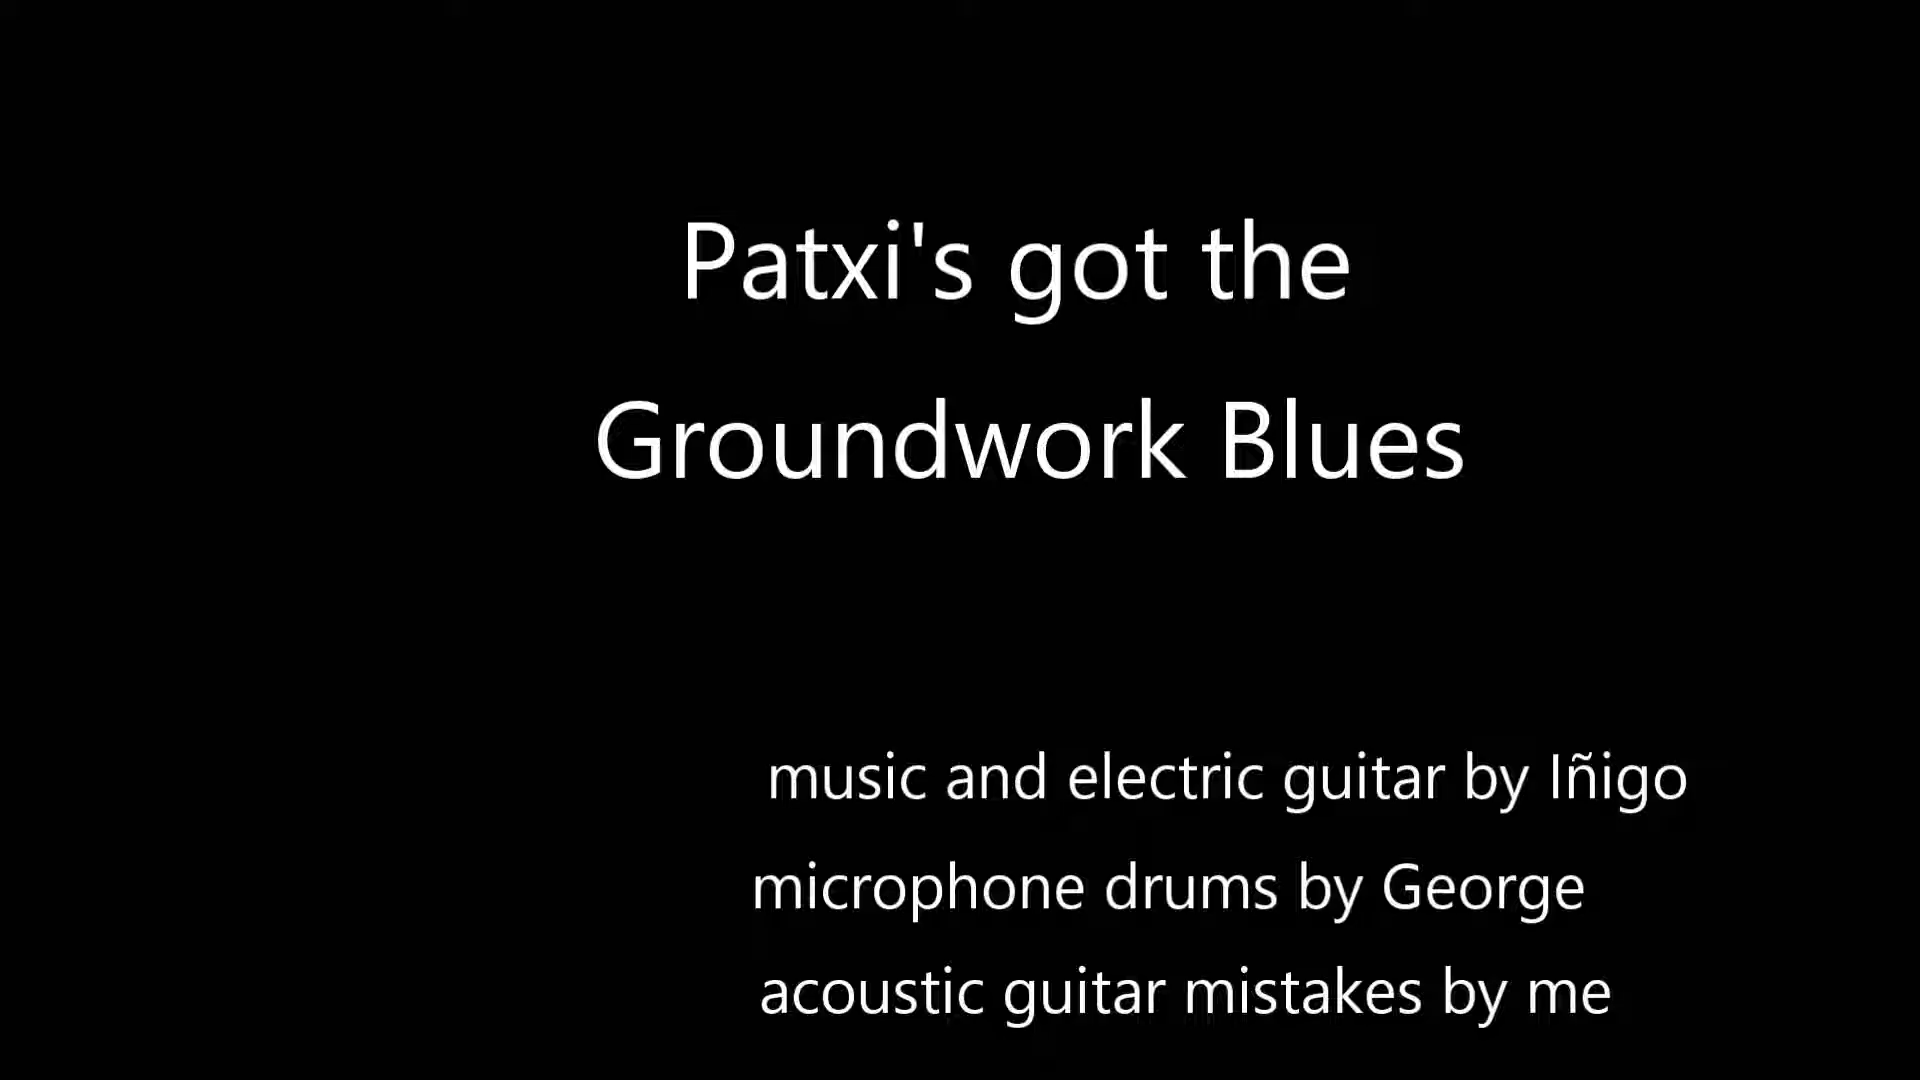 Patxi's got the
Groundwork Blues
music and electric guitar by Iñigo
microphone drums by George
acoustic guitar mistakes by me